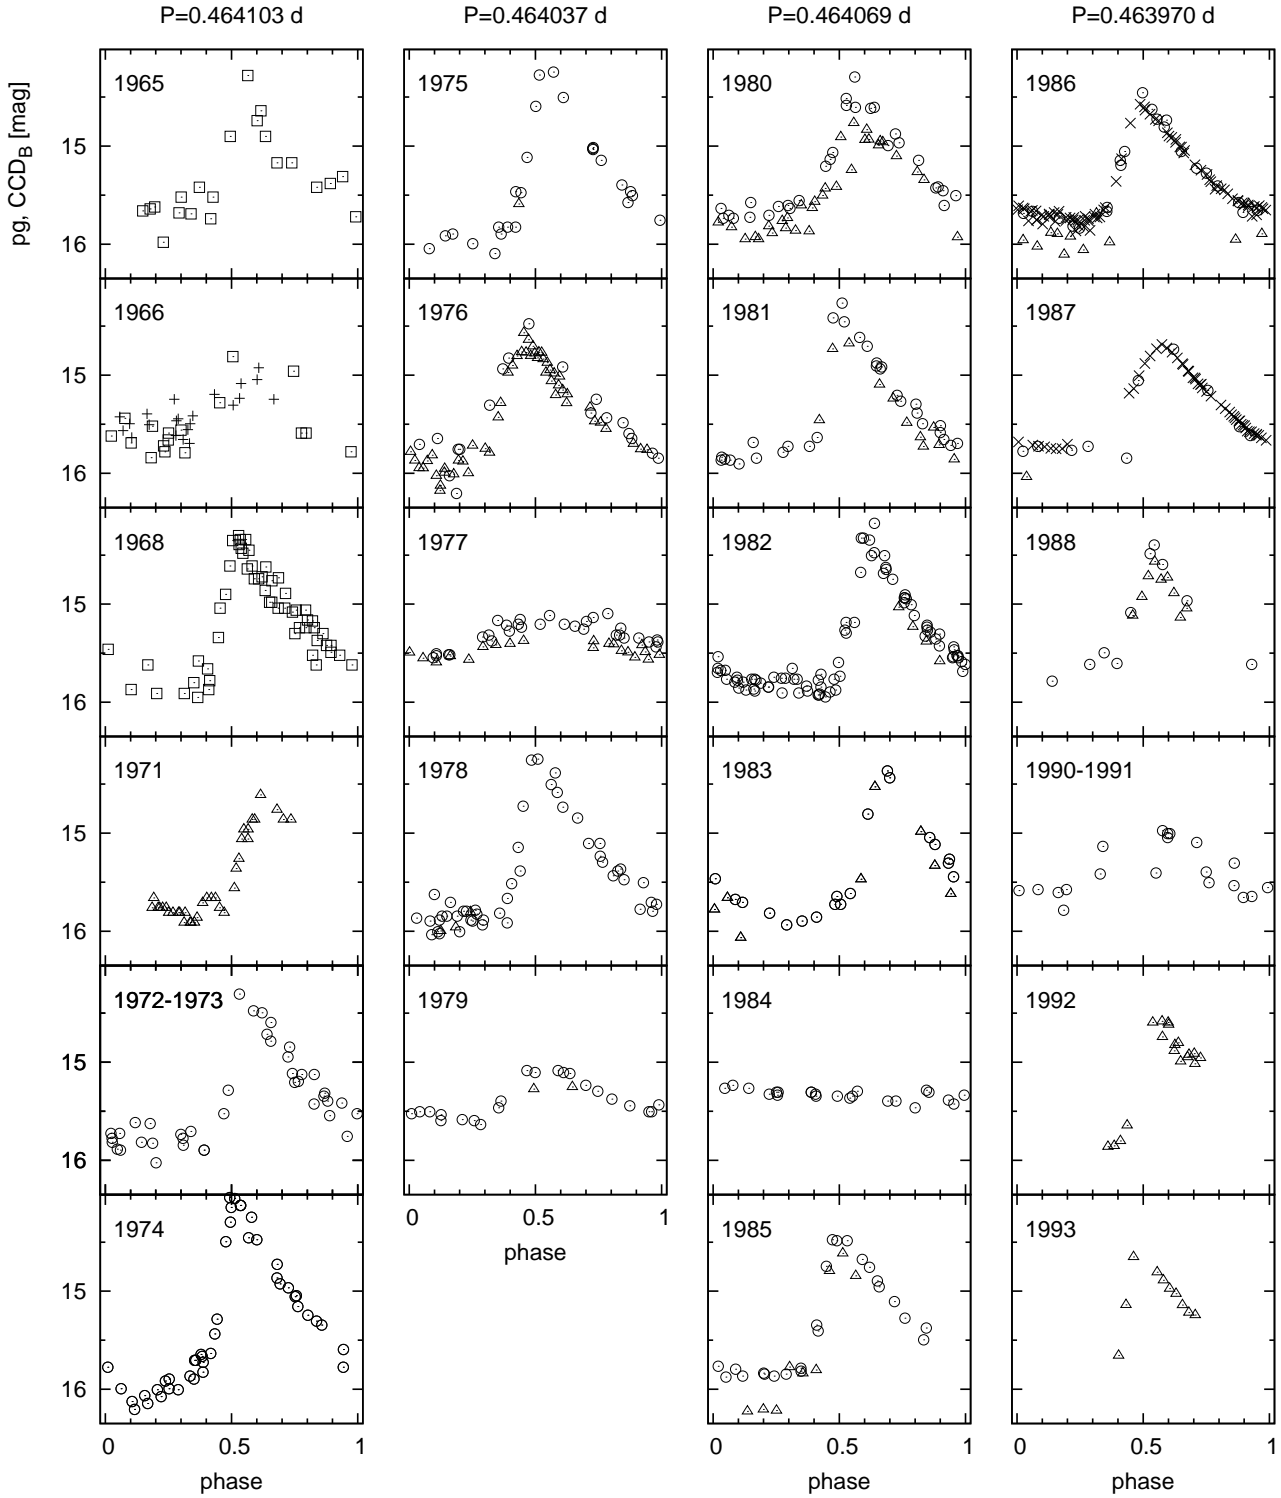 P=0.464103 d P=0.464037 d P=0.464069 d P=0.463970 d
pg, CCD_B [mag]
1965 1975 1980 1986
15
16
1966 1976 1981 1987
15
16
1968 1977 1982 1988
15
16
1971 1978 1983 1990-1991
15
16
1972-1973 1979 1984 1992
15
16
1974 1985 1993
0 0.5 1
phase
15
16
0 0.5 1 0 0.5 1 0 0.5 1
phase phase phase